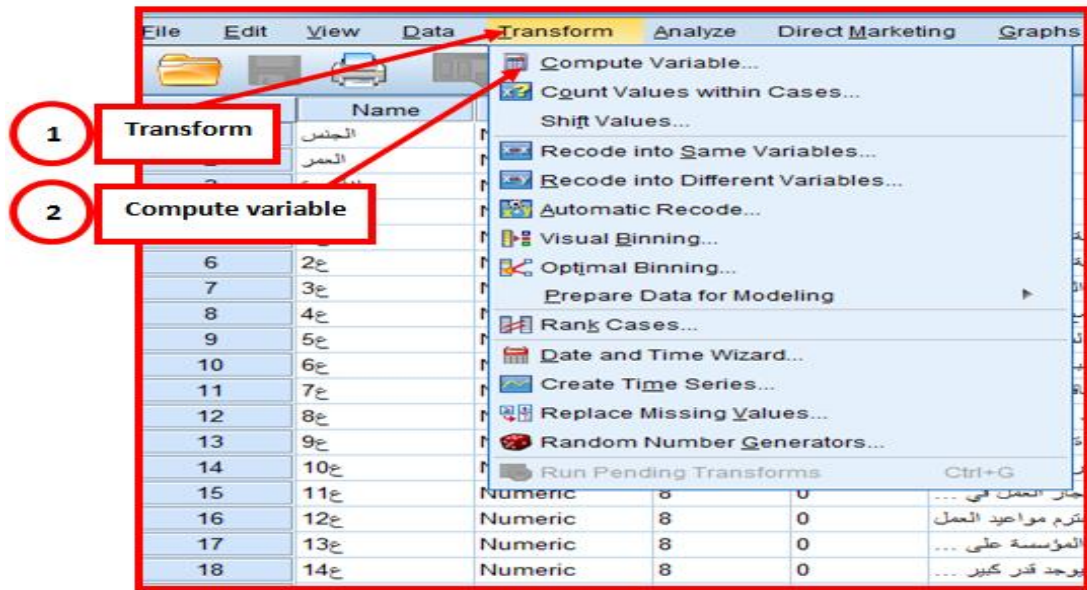 File Edit View Data Transform Analyze Direct Marketing Graphs
Compute Variable...
Count Values within Cases...
Name
Shift Values...
1 Transform
الجنس
Recode into Same Variables...
العمر
Recode into Different Variables...
2 Compute variable
Automatic Recode...
Visual Binning...
6 ع2
Optimal Binning...
7 ع3
Prepare Data for Modeling
8 ع4
Rank Cases...
9 ع5
10 ع6
Date and Time Wizard...
11 ع7
Create Time Series...
12 ع8
Replace Missing Values...
13 ع9
Random Number Generators...
14 ع10
Run Pending Transforms Ctrl+G
15 ع11 Numeric 8 0 العمل في ...
16 ع12 Numeric 8 0 مواعيد العمل
17 ع13 Numeric 8 0 المؤسسة على ...
18 ع14 Numeric 8 0 يوجد قدر كبير ...